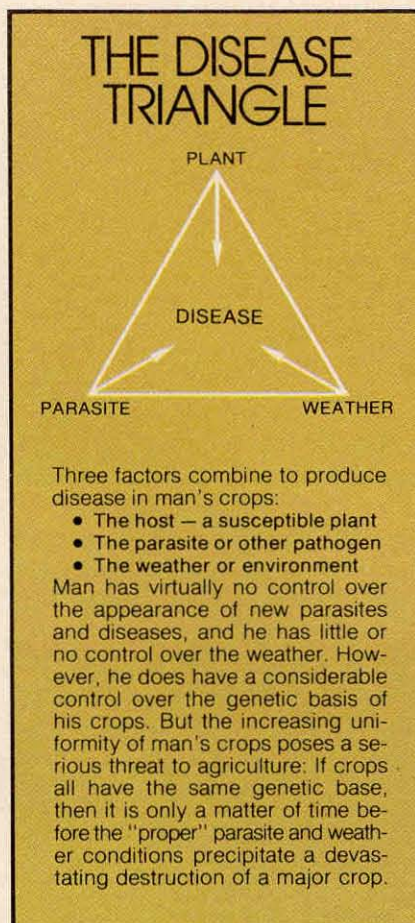 THE DISEASE
TRIANGLE
PLANT
DISEASE
PARASITE WEATHER
Three factors combine to produce
disease in man's crops:
• The host — a susceptible plant
• The parasite or other pathogen
• The weather or environment
Man has virtually no control over
the appearance of new parasites
and diseases, and he has little or
no control over the weather. How-
ever, he does have a considerable
control over the genetic basis of
his crops. But the increasing uni-
formity of man's crops poses a se-
rious threat to agriculture: If crops
all have the same genetic base,
then it is only a matter of time be-
fore the "proper" parasite and weath-
er conditions precipitate a devas-
tating destruction of a major crop.